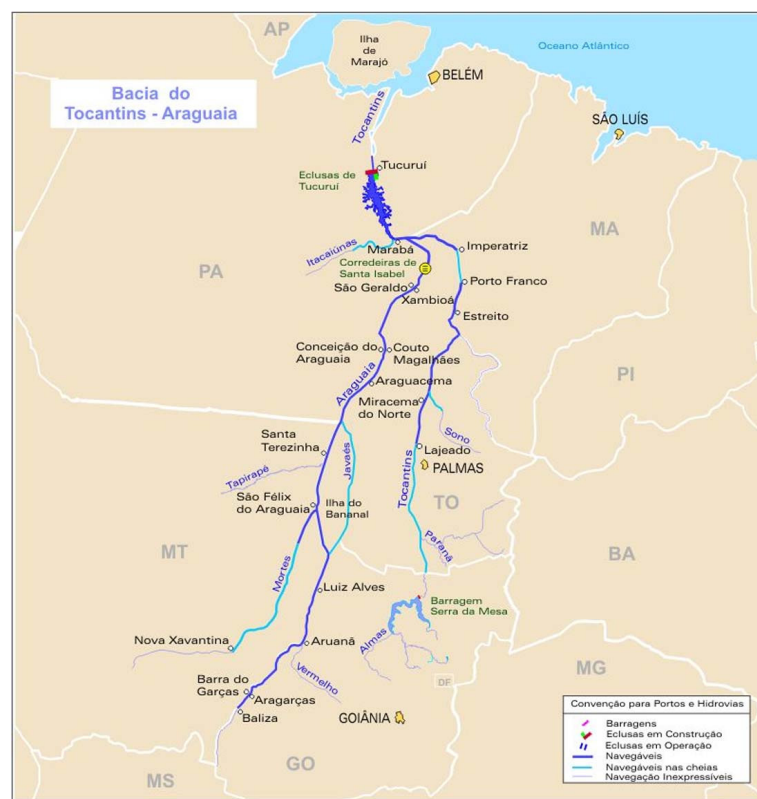 AP
Ilha
de
Marajó
Oceano Atlântico
BELÉM
Bacia do
Tocantins - Araguaia
Tocantins
SÃO LUÍS
Tucuruí
Eclusas de
Tucuruí
MA
Itacaiúnas
Marabá
Imperatriz
PA
Corredeiras de
Santa Isabel
São Geraldo
Xambioá
Porto Franco
Estreito
Conceição do
Araguaia
Couto
Magalhães
PI
Araguaia
Araguacema
Miracema
do Norte
Santa
Terezinha
Javaés
Sono
Lajeado
PALMAS
Tapirapé
Tocantins
São Félix
do Araguaia
Ilha do
Bananal
TO
MT
Paranã
BA
Mortes
Luiz Alves
Barragem
Serra da Mesa
Nova Xavantina
Aruanã
Almas
Vermelho
MG
DF
Barra do
Garças
Aragarças
Baliza
GOIÂNIA
GO
MS
Convenção para Portos e Hidrovias
Barragens
Eclusas em Construção
Eclusas em Operação
Navegáveis
Navegáveis nas cheias
Navegação Inexpressíveis